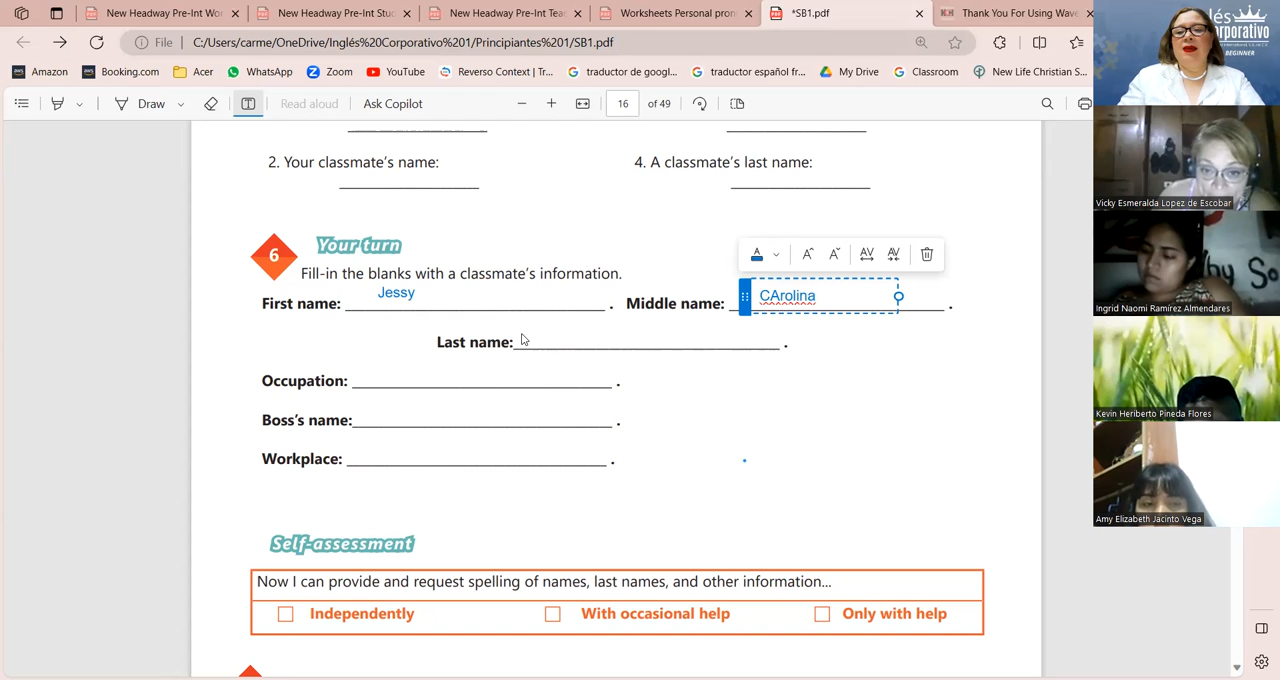 New Headway Pre-Int Wor
New Headway Pre-Int Stud
New Headway Pre-Int Teac
Worksheets Personal pron
*SB1.pdf
Thank You For Using Wave
File
C:/Users/carme/OneDrive/Inglés%20Corporativo%201/Principiantes%201/SB1.pdf
Amazon
Booking.com
Acer
WhatsApp
Zoom
YouTube
Reverso Context | Tr...
traductor de googl...
traductor español fr...
My Drive
Classroom
New Life Christian S...
Draw
Read aloud
Ask Copilot
16
of 49
2. Your classmate's name:
4. A classmate's last name:
6
Your turn
Fill-in the blanks with a classmate's information.
First name: Jessy .
Middle name: CArolina .
Last name: .
Occupation: .
Boss's name: .
Workplace: .
Self-assessment
Now I can provide and request spelling of names, last names, and other information...
Independently
With occasional help
Only with help
BEGINNER
Vicky Esmeralda Lopez de Escobar
Ingrid Naomi Ramírez Almendares
Kevin Heriberto Pineda Flores
Amy Elizabeth Jacinto Vega